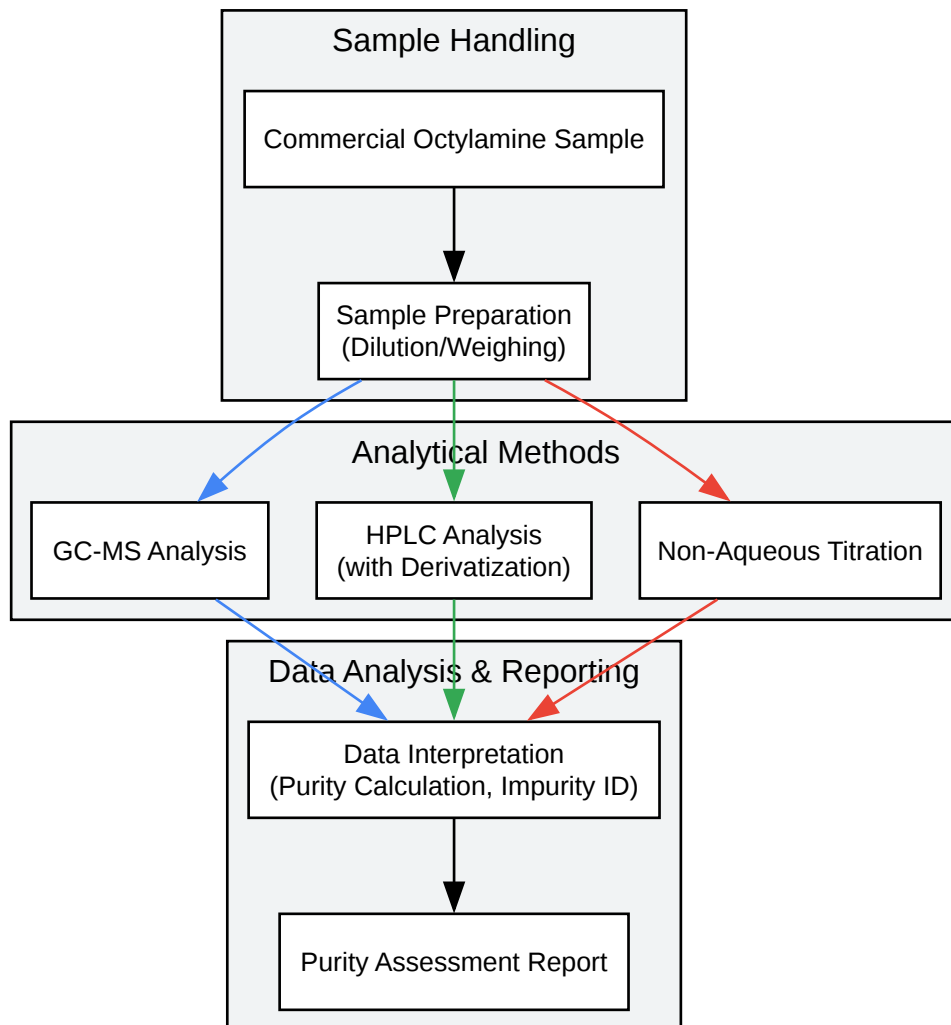 Sample Handling
Commercial Octylamine Sample
Sample Preparation
(Dilution/Weighing)
Analytical Methods
GC-MS Analysis
HPLC Analysis
(with Derivatization)
Non-Aqueous Titration
Data Analysis & Reporting
Data Interpretation
(Purity Calculation, Impurity ID)
Purity Assessment Report